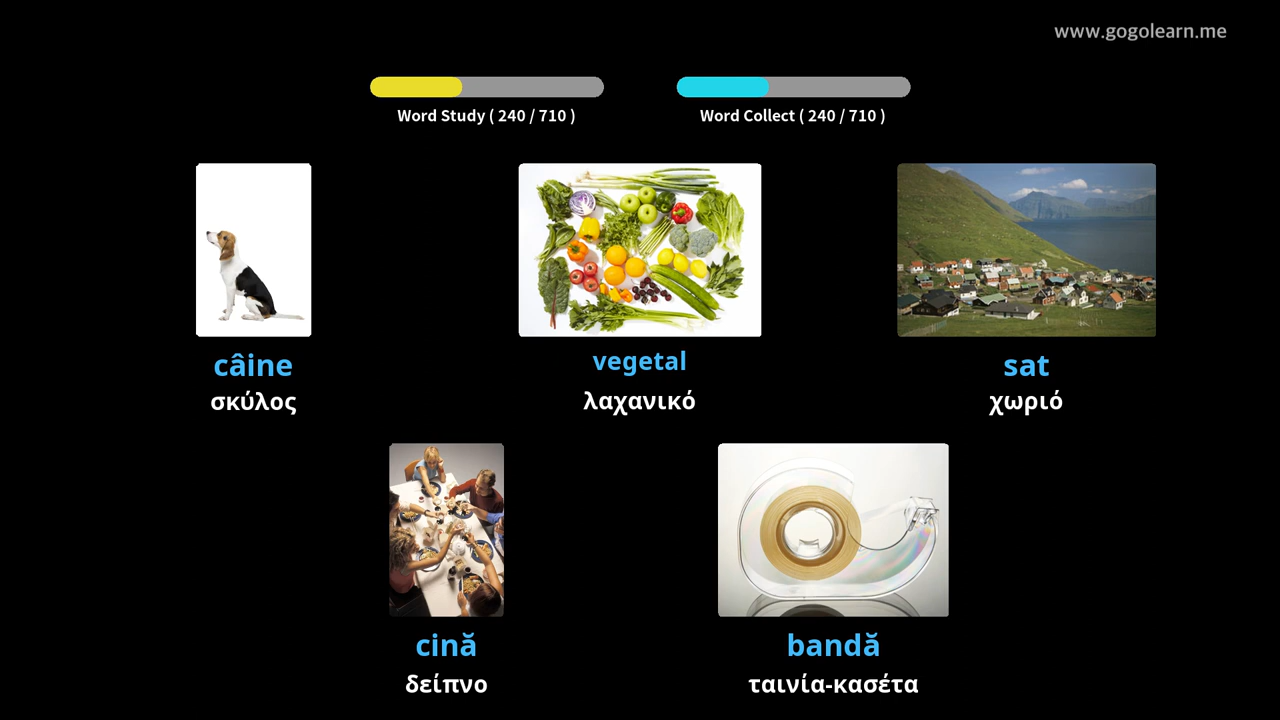 www.gogolearn.me
Word Study ( 240 / 710 )
Word Collect ( 240 / 710 )
câine
σκύλος
vegetal
λαχανικό
sat
χωριό
cină
δείπνο
bandă
ταινία-κασέτα